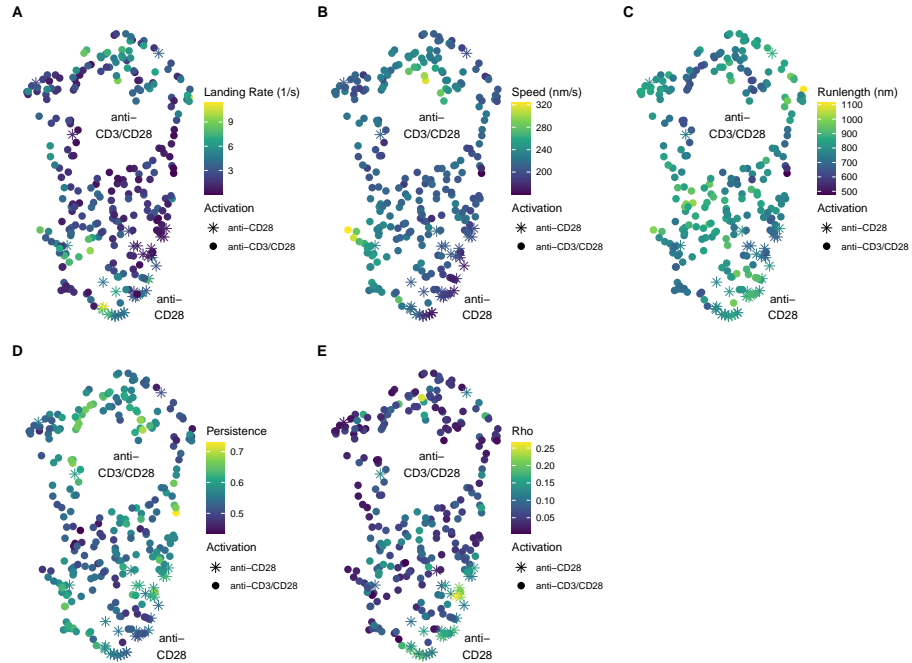 A
Landing Rate (1/s)
9
6
3
Activation
anti−CD28
anti−CD3/CD28
anti−
CD3/CD28
anti−
CD28
B
Speed (nm/s)
320
280
240
200
Activation
anti−CD28
anti−CD3/CD28
anti−
CD3/CD28
anti−
CD28
C
Runlength (nm)
1100
1000
900
800
700
600
500
Activation
anti−CD28
anti−CD3/CD28
anti−
CD3/CD28
anti−
CD28
D
Persistence
0.7
0.6
0.5
Activation
anti−CD28
anti−CD3/CD28
anti−
CD3/CD28
anti−
CD28
E
Rho
0.25
0.20
0.15
0.10
0.05
Activation
anti−CD28
anti−CD3/CD28
anti−
CD3/CD28
anti−
CD28